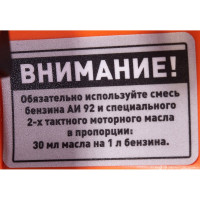 ВНИМАНИЕ!
Обязательно используйте смесь
бензина АИ 92 и специального
2-х тактного моторного масла
в пропорции:
30 мл масла на 1 л бензина.